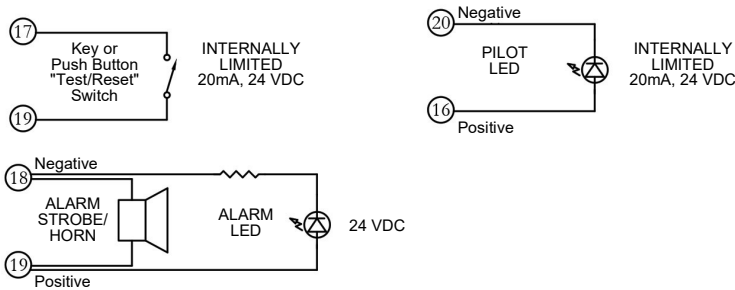 17
Key or
Push Button
"Test/Reset"
Switch
19
INTERNALLY
LIMITED
20mA, 24 VDC
20
Negative
PILOT
LED
16
Positive
INTERNALLY
LIMITED
20mA, 24 VDC
18
Negative
ALARM
STROBE/
HORN
19
Positive
ALARM
LED
24 VDC